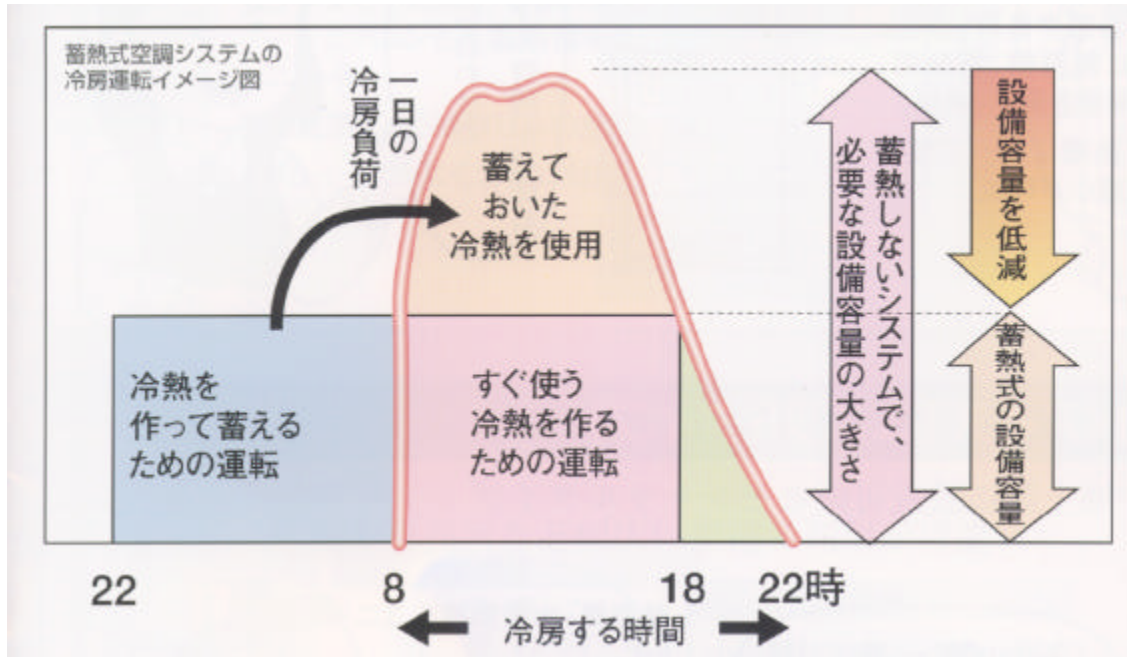 蓄熱式空調システムの
冷房運転イメージ図
一日の
冷房負荷
蓄えて
おいた
冷熱を使用
冷熱を
作って蓄える
ための運転
すぐ使う
冷熱を作る
ための運転
蓄熱しないシステムで、
必要な設備容量の大きさ
設備容量を低減
蓄熱式の設備容量
22
8
18
22時
冷房する時間